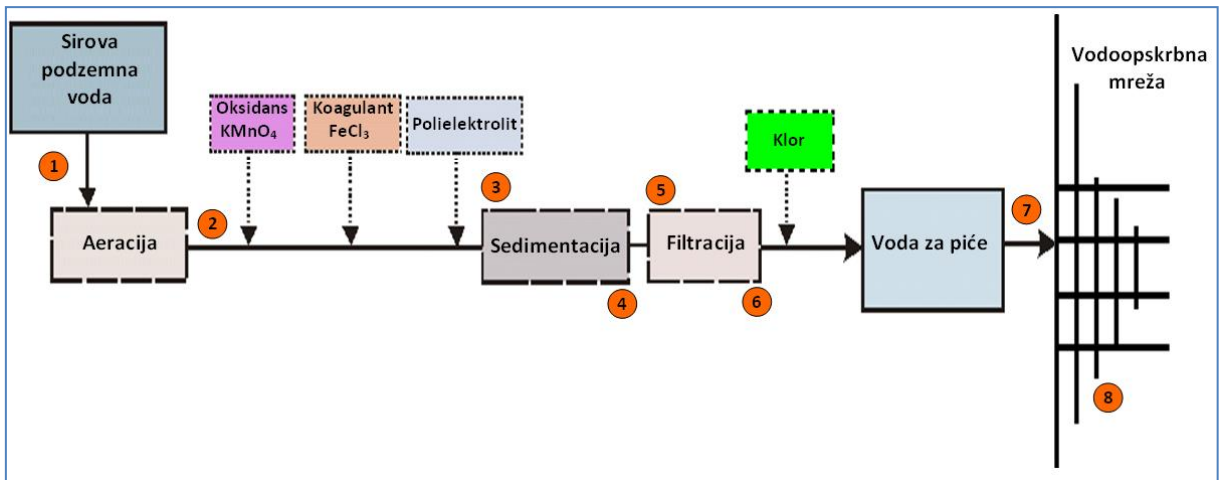 Sirova
podzemna
voda
1
Aeracija
2
Oksidans
KMnO₄
Koagulant
FeCl₃
Polielektrolit
3
Sedimentacija
4
5
Filtracija
6
Klor
Voda za piće
7
Vodoopskrbna
mreža
8